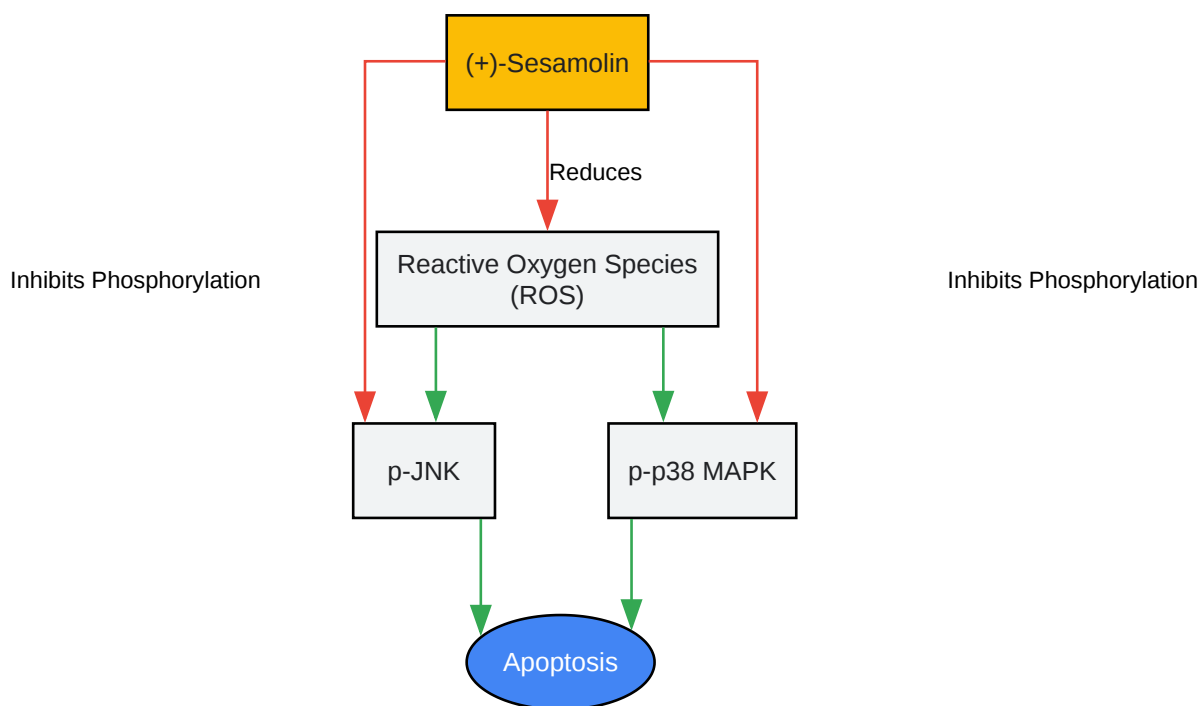 (+)-Sesamolin
Reduces
Reactive Oxygen Species
(ROS)
Inhibits Phosphorylation
Inhibits Phosphorylation
p-JNK
p-p38 MAPK
Apoptosis